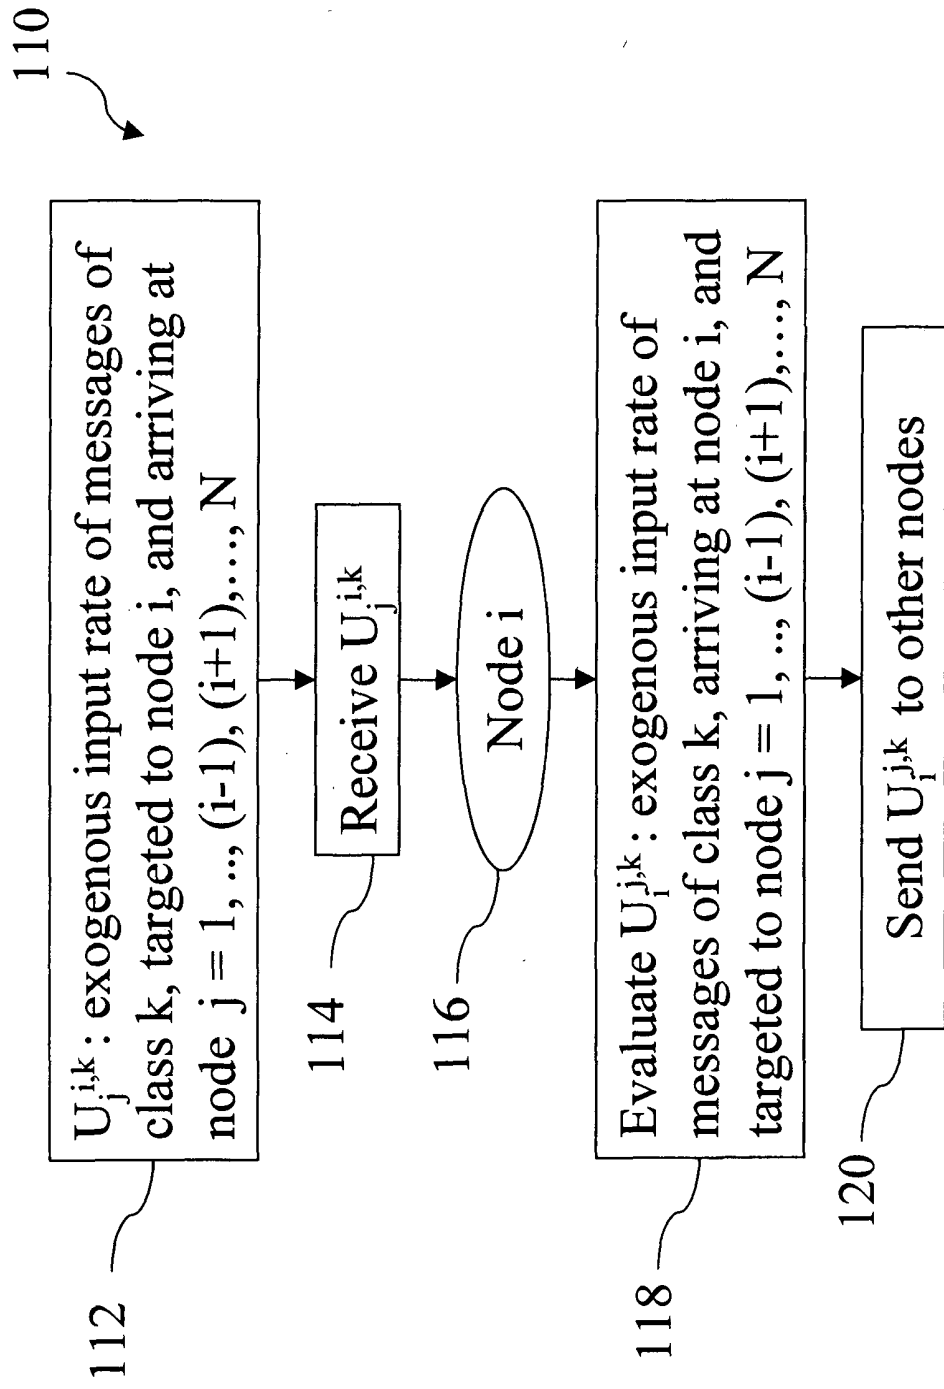 110
112
U_j^{i,k} : exogenous input rate of messages of
class k, targeted to node i, and arriving at
node j = 1, .., (i-1), (i+1),...., N
114
Receive U_j^{i,k}
116
Node i
118
Evaluate U_i^{j,k} : exogenous input rate of
messages of class k, arriving at node i, and
targeted to node j = 1, .., (i-1), (i+1),...., N
120
Send U_i^{j,k} to other nodes